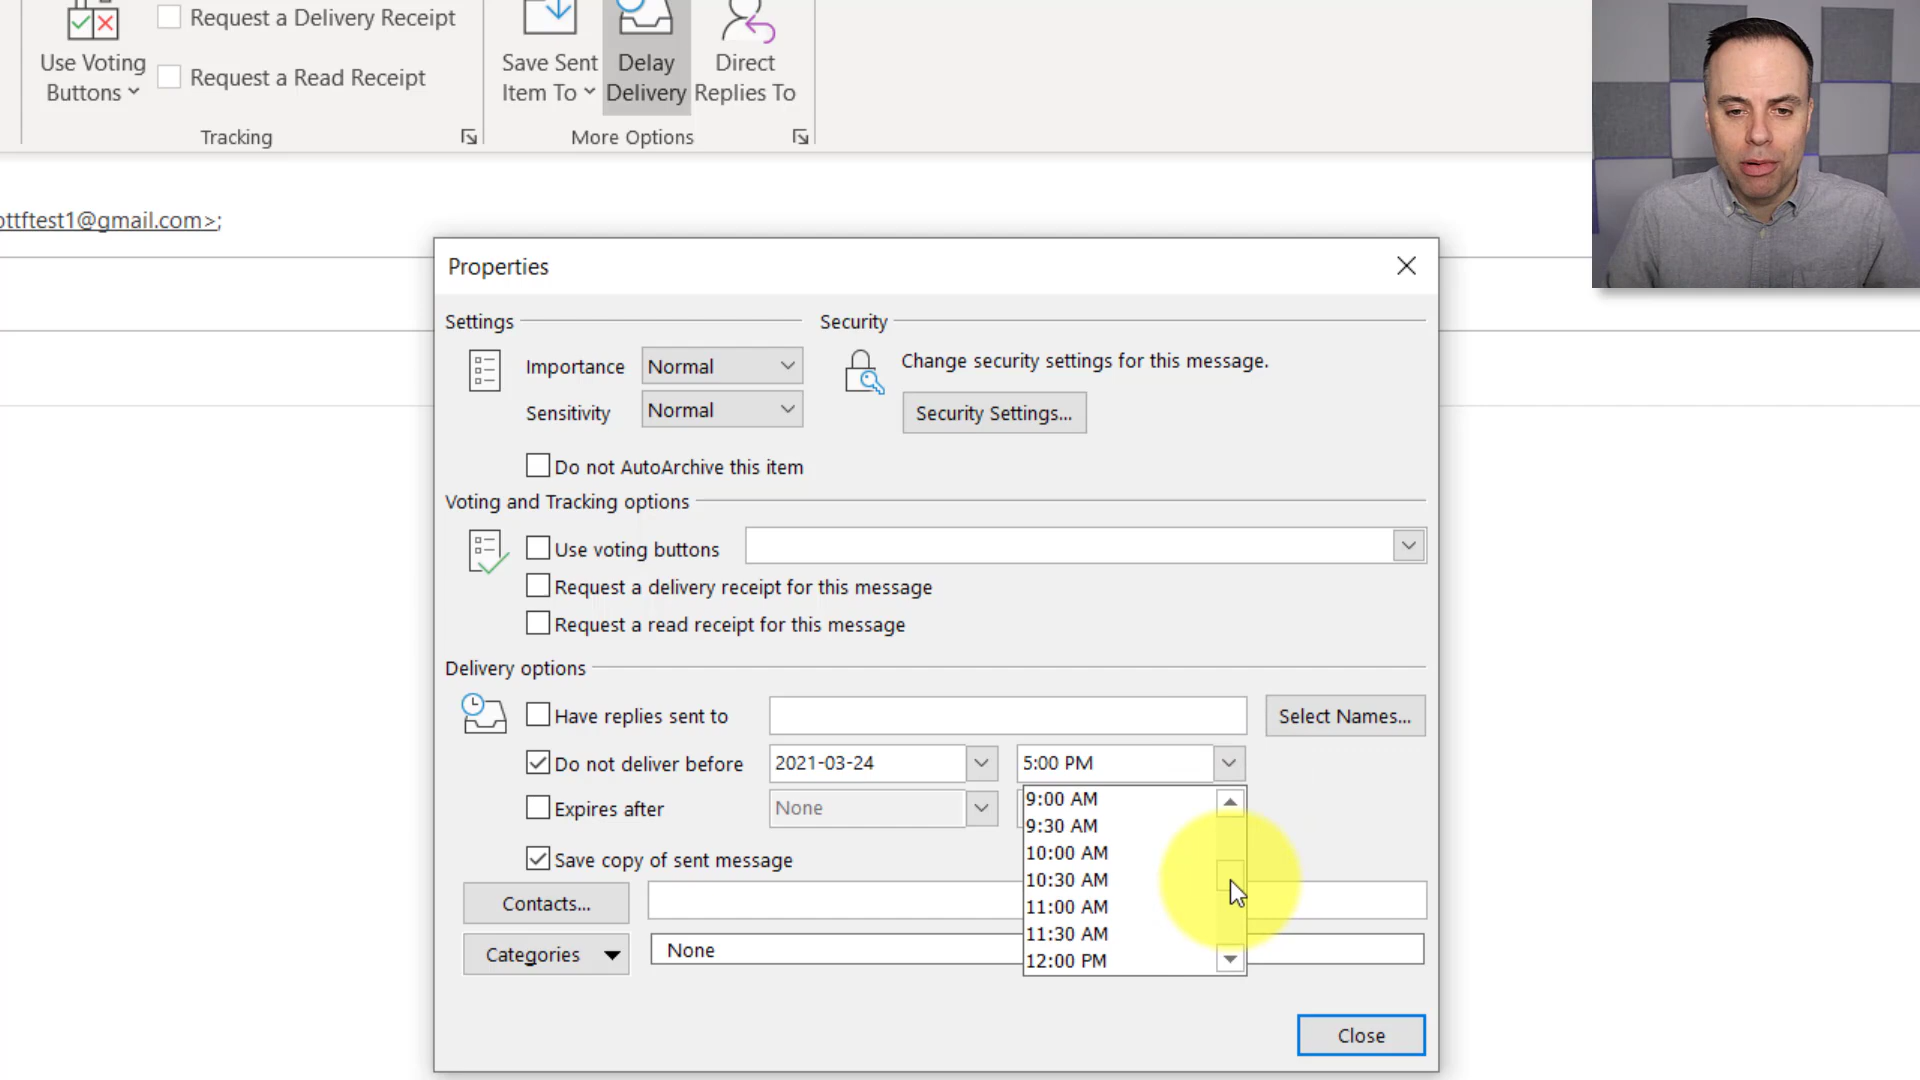 Use Voting
Buttons
Request a Delivery Receipt
Request a Read Receipt
Tracking
Save Sent
Item To
Delay
Delivery
Direct
Replies To
More Options
ottftest1@gmail.com>;
Properties
Settings
Importance
Normal
Sensitivity
Normal
Do not AutoArchive this item
Security
Change security settings for this message.
Security Settings...
Voting and Tracking options
Use voting buttons
Request a delivery receipt for this message
Request a read receipt for this message
Delivery options
Have replies sent to
Select Names...
Do not deliver before
2021-03-24
5:00 PM
Expires after
None
9:00 AM
9:30 AM
10:00 AM
10:30 AM
11:00 AM
11:30 AM
12:00 PM
Save copy of sent message
Contacts...
Categories
None
Close